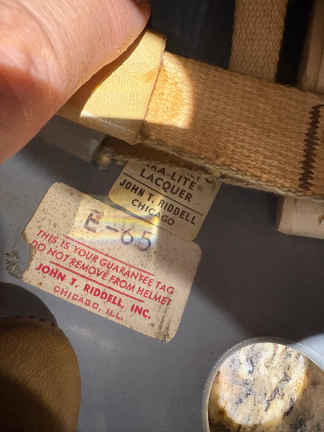 LACQUER
JOHN T. RIDDELL
CHICAGO
E-65
THIS IS YOUR GUARANTEE TAG
DO NOT REMOVE FROM HELMET
JOHN T. RIDDELL, INC.
CHICAGO, ILL.